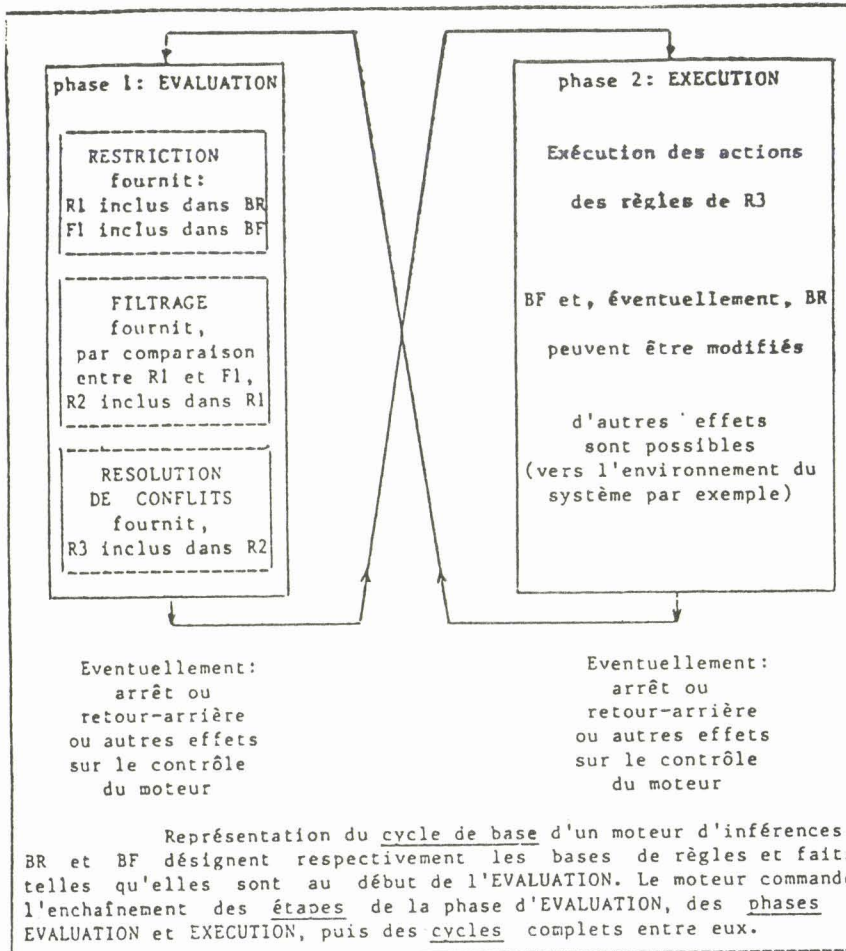 phase 1: EVALUATION
RESTRICTION
fournit:
R1 inclus dans BR
F1 inclus dans BF
FILTRAGE
fournit,
par comparaison
entre R1 et F1,
R2 inclus dans R1
RESOLUTION
DE CONFLITS
fournit,
R3 inclus dans R2
Eventuellement:
arrêt ou
retour-arrière
ou autres effets
sur le contrôle
du moteur
phase 2: EXECUTION
Exécution des actions
des règles de R3
BF et, éventuellement, BR
peuvent être modifiés
d'autres effets
sont possibles
(vers l'environnement du
système par exemple)
Eventuellement:
arrêt ou
retour-arrière
ou autres effets
sur le contrôle
du moteur
Représentation du cycle de base d'un moteur d'inférences
BR et BF désignent respectivement les bases de règles et fait
telles qu'elles sont au début de l'EVALUATION. Le moteur commande
l'enchaînement des étapes de la phase d'EVALUATION, des phases
EVALUATION et EXECUTION, puis des cycles complets entre eux.